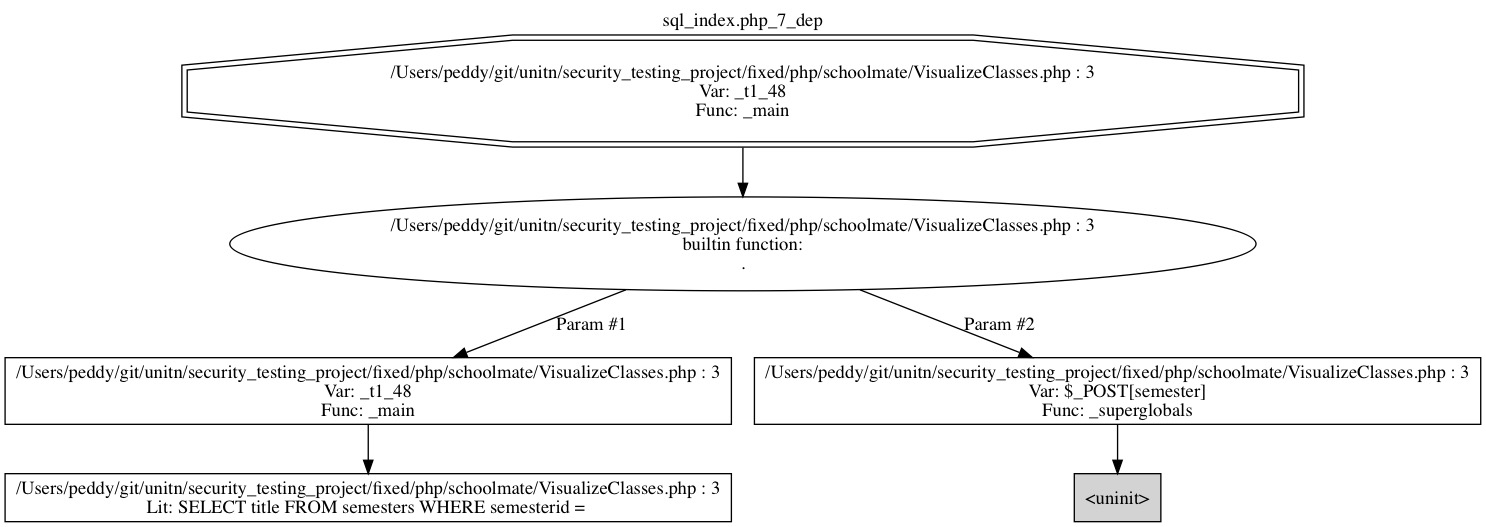 sql_index.php_7_dep
/Users/peddy/git/unitn/security_testing_project/fixed/php/schoolmate/VisualizeClasses.php : 3
Var: _t1_48
Func: _main
/Users/peddy/git/unitn/security_testing_project/fixed/php/schoolmate/VisualizeClasses.php : 3
builtin function:
.
Param #1
Param #2
/Users/peddy/git/unitn/security_testing_project/fixed/php/schoolmate/VisualizeClasses.php : 3
Var: _t1_48
Func: _main
/Users/peddy/git/unitn/security_testing_project/fixed/php/schoolmate/VisualizeClasses.php : 3
Var: $_POST[semester]
Func: _superglobals
/Users/peddy/git/unitn/security_testing_project/fixed/php/schoolmate/VisualizeClasses.php : 3
Lit: SELECT title FROM semesters WHERE semesterid =
<uninit>